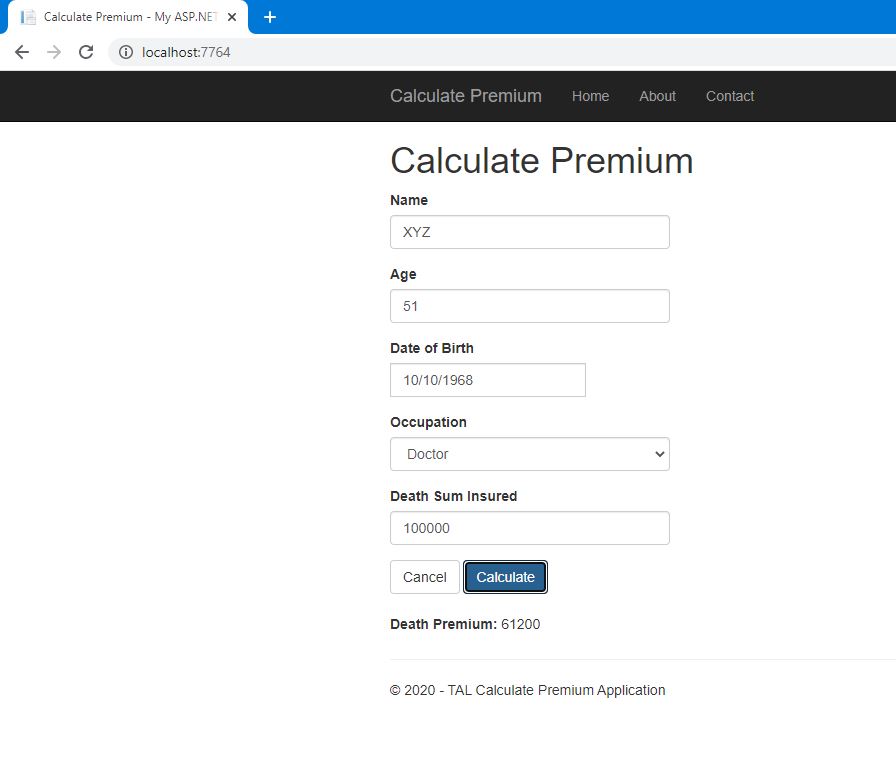 Calculate Premium - My ASP.NET
localhost:7764
Calculate Premium Home About Contact
Calculate Premium
Name
XYZ
Age
51
Date of Birth
10/10/1968
Occupation
Doctor
Death Sum Insured
100000
Cancel Calculate
Death Premium: 61200
© 2020 - TAL Calculate Premium Application